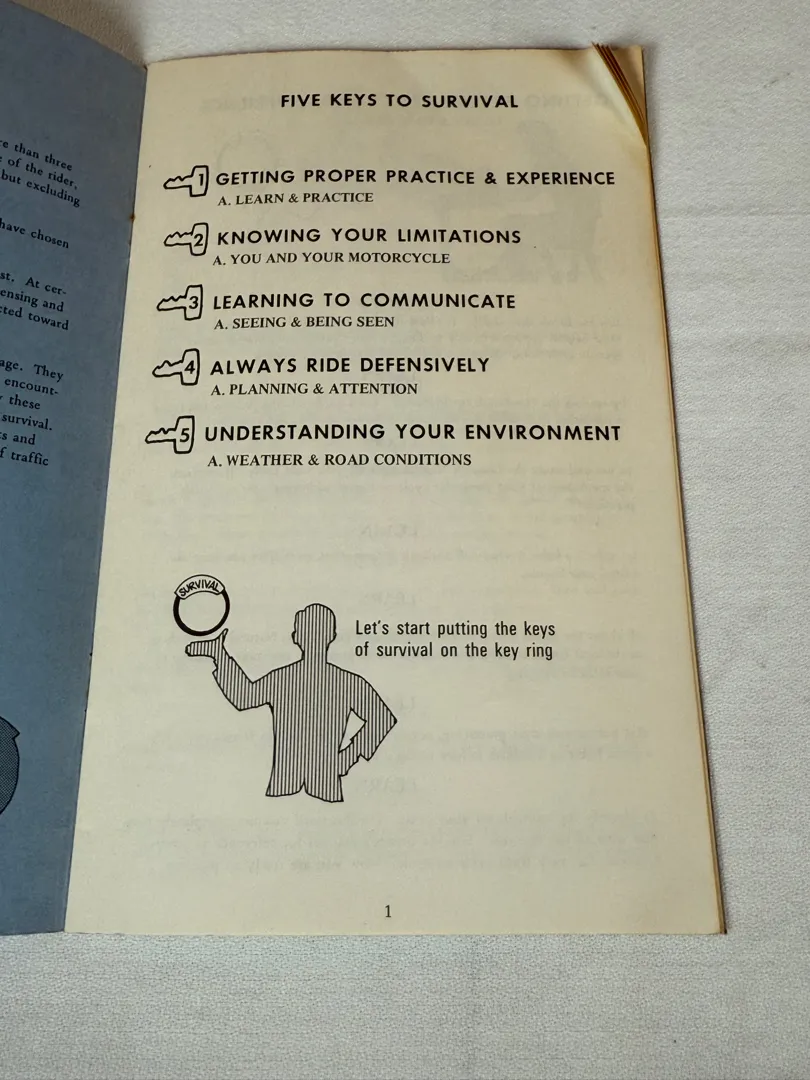 re than three
e of the rider,
but excluding
have chosen
st. At cer-
ensing and
cted toward
age. They
encount-
these
survival.
s and
f traffic
FIVE KEYS TO SURVIVAL
1 GETTING PROPER PRACTICE & EXPERIENCE
A. LEARN & PRACTICE
2 KNOWING YOUR LIMITATIONS
A. YOU AND YOUR MOTORCYCLE
3 LEARNING TO COMMUNICATE
A. SEEING & BEING SEEN
4 ALWAYS RIDE DEFENSIVELY
A. PLANNING & ATTENTION
5 UNDERSTANDING YOUR ENVIRONMENT
A. WEATHER & ROAD CONDITIONS
SURVIVAL
Let's start putting the keys
of survival on the key ring
1